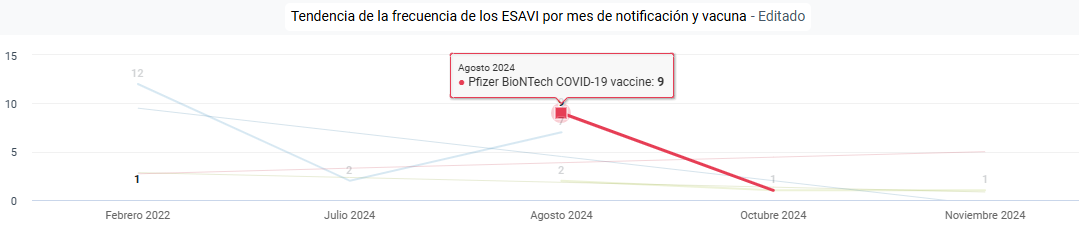 Tendencia de la frecuencia de los ESAVI por mes de notificación y vacuna - Editado
15
Agosto 2024
Pfizer BioNTech COVID-19 vaccine: 9
12
10
5
2
2
1
1
1
0
Febrero 2022
Julio 2024
Agosto 2024
Octubre 2024
Noviembre 2024